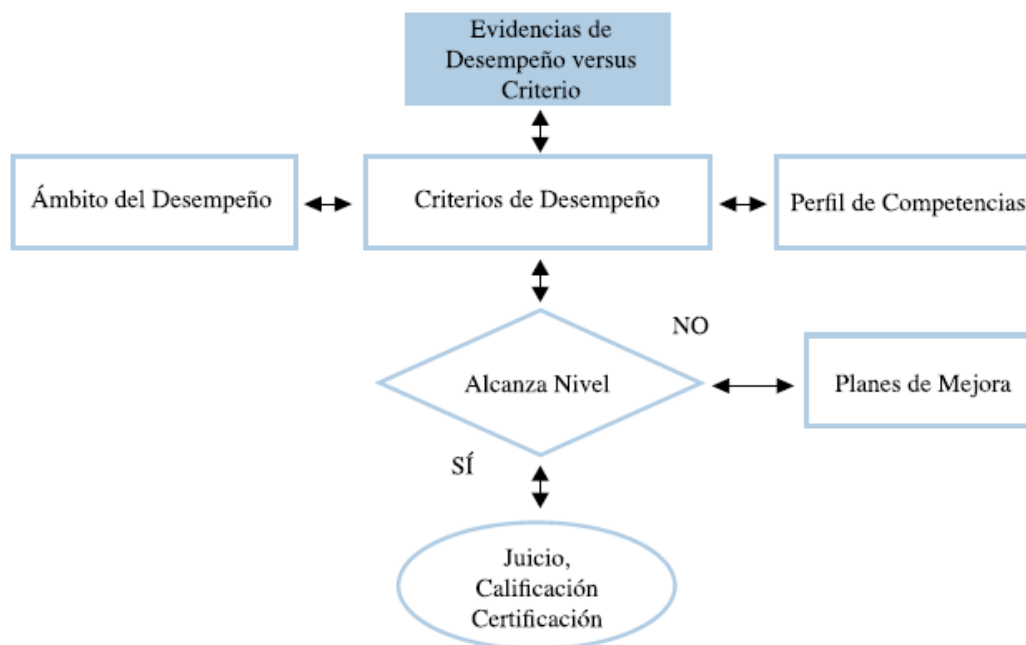 Evidencias de
Desempeño versus
Criterio
Ámbito del Desempeño
Criterios de Desempeño
Perfil de Competencias
NO
Alcanza Nivel
Planes de Mejora
SÍ
Juicio,
Calificación
Certificación